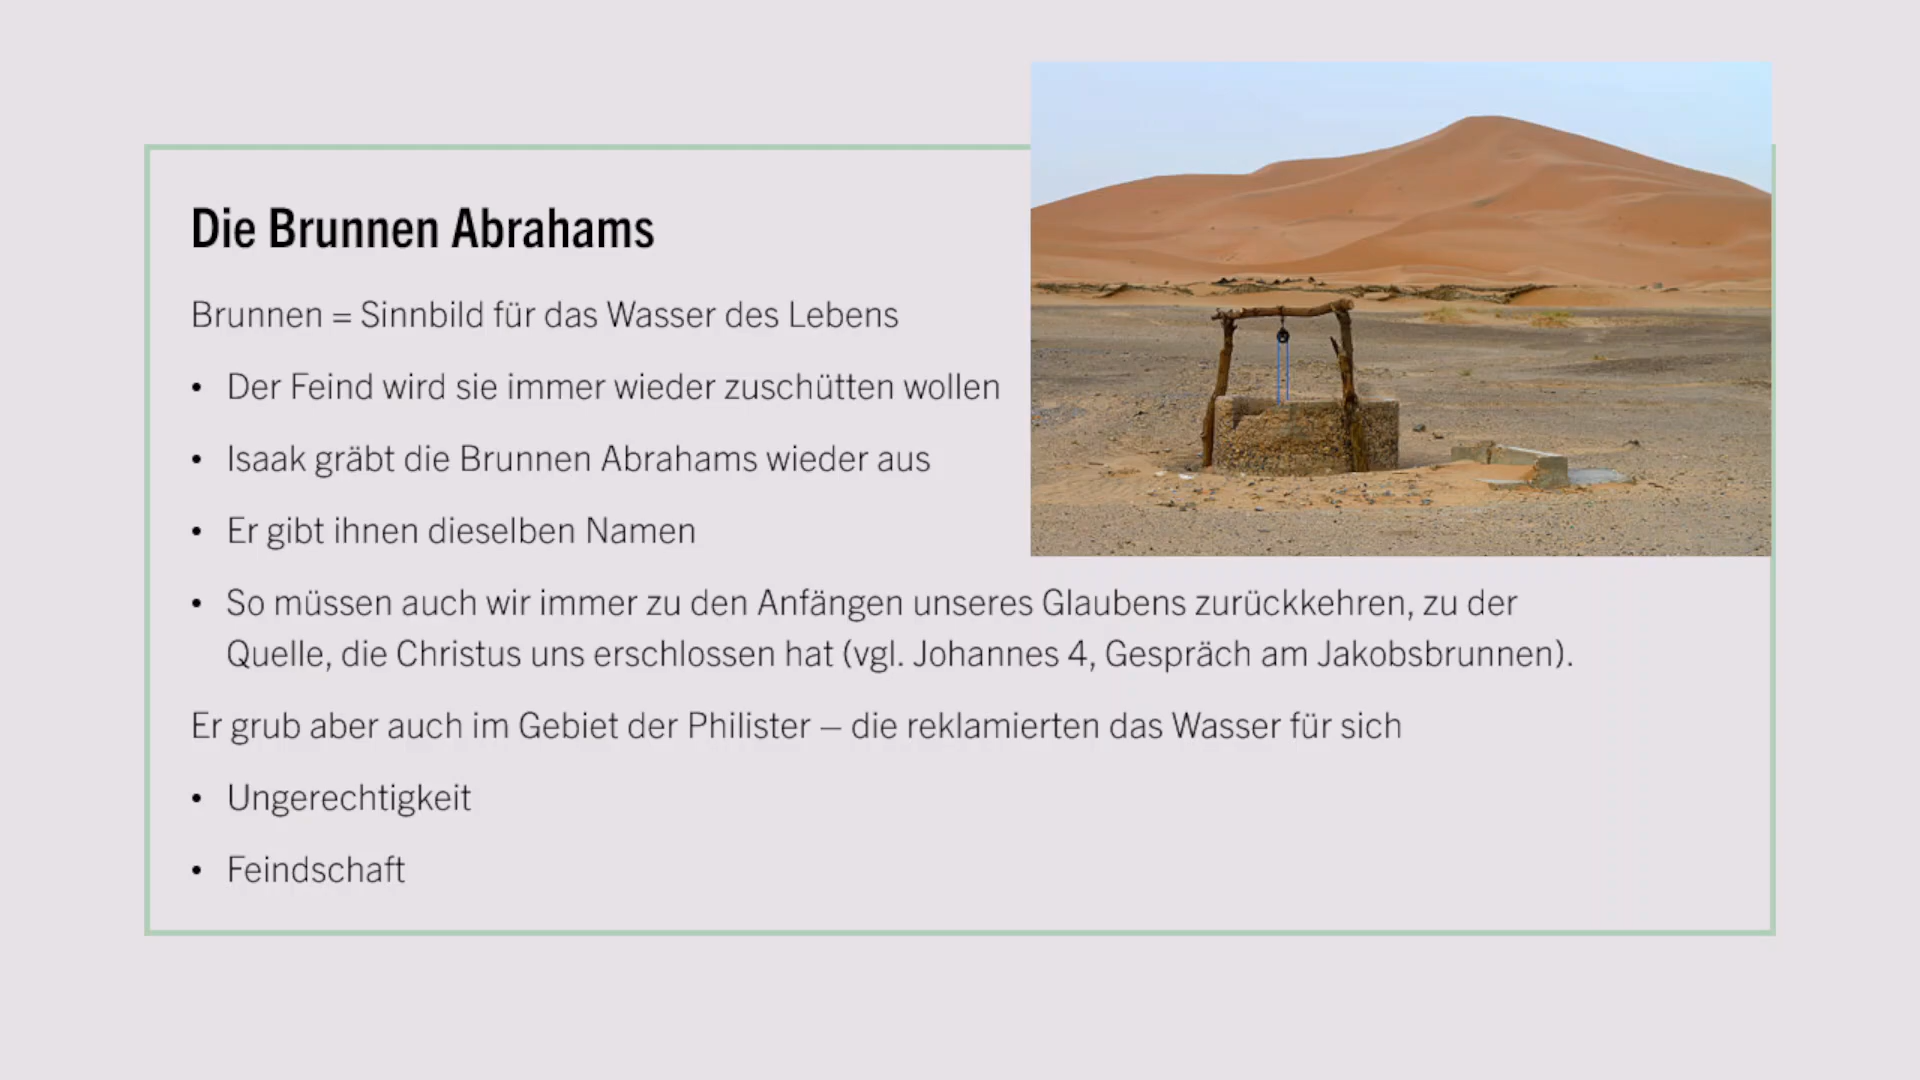 Die Brunnen Abrahams
Brunnen = Sinnbild für das Wasser des Lebens
• Der Feind wird sie immer wieder zuschütten wollen
• Isaak gräbt die Brunnen Abrahams wieder aus
• Er gibt ihnen dieselben Namen
• So müssen auch wir immer zu den Anfängen unseres Glaubens zurückkehren, zu der
Quelle, die Christus uns erschlossen hat (vgl. Johannes 4, Gespräch am Jakobsbrunnen).
Er grub aber auch im Gebiet der Philister – die reklamierten das Wasser für sich
• Ungerechtigkeit
• Feindschaft